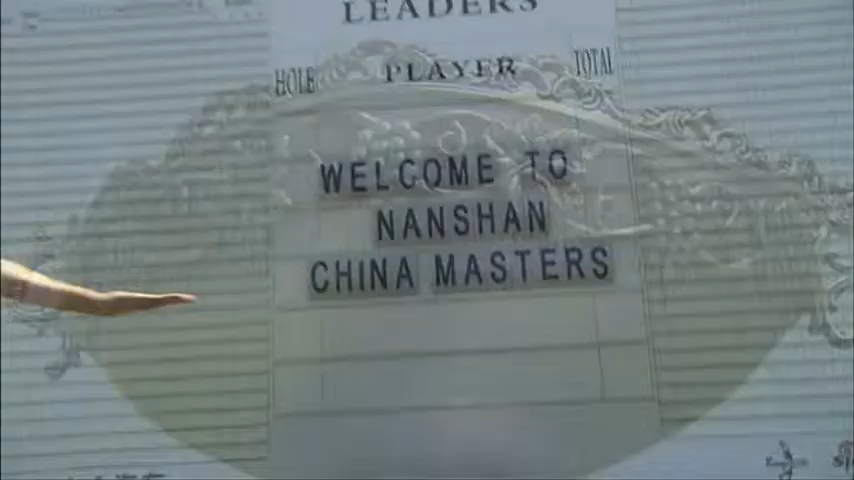 LEADERS
HOLE PLAYER TOTAL
WELCOME TO
NANSHAN
CHINA MASTERS